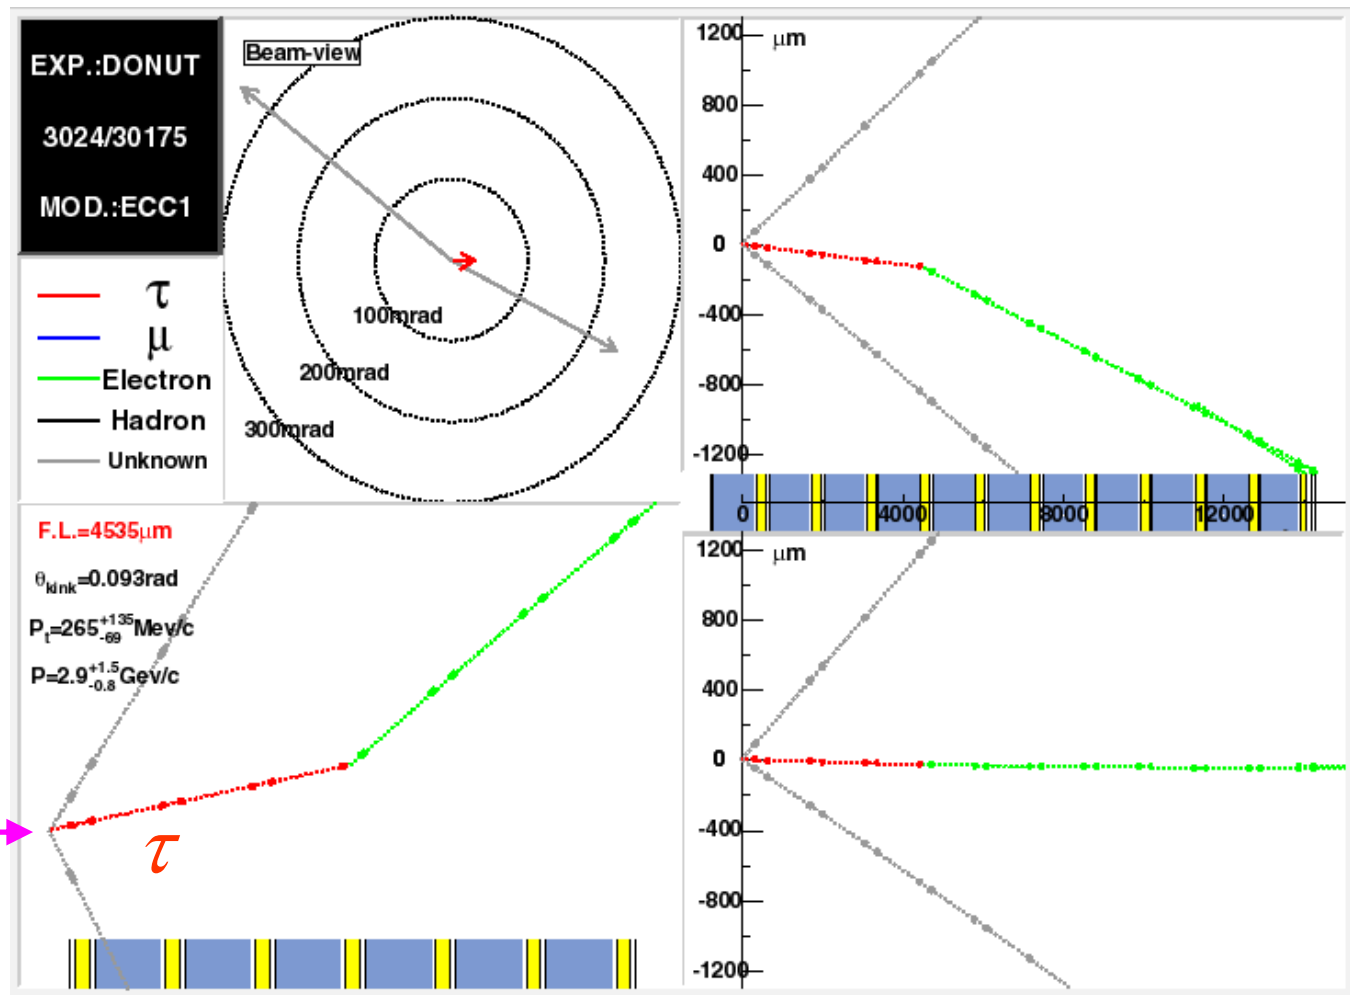 EXP.:DONUT
3024/30175
MOD.:ECC1
τ
μ
Electron
Hadron
Unknown
Beam-view
100mrad
200mrad
300mrad
1200
μm
800
400
0
-400
-800
-1200
0 4000 8000 12000
F.L.=4535μm
θkink=0.093rad
Pt=265+135-69Mev/c
P=2.9+1.5-0.8Gev/c
τ
1200
μm
800
400
0
-400
-800
-1200